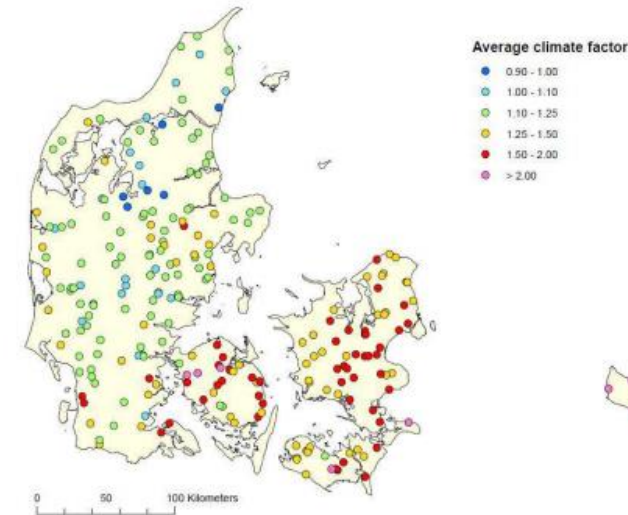 Average climate factor
0.90 - 1.00
1.00 - 1.10
1.10 - 1.25
1.25 - 1.50
1.50 - 2.00
> 2.00
0 50 100 Kilometers